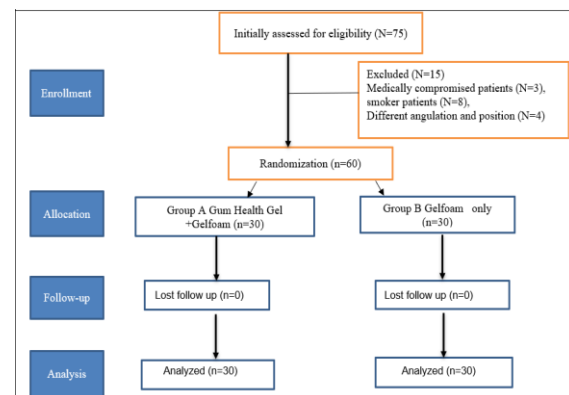 Initially assessed for eligibility (N=75)
Enrollment
Excluded (N=15)
Medically compromised patients (N=3),
smoker patients (N=8),
Different angulation and position (N=4)
Randomization (n=60)
Allocation
Group A Gum Health Gel
+Gelfoam (n=30)
Group B Gelfoam only
(n=30)
Follow-up
Lost follow up (n=0)
Lost follow up (n=0)
Analysis
Analyzed (n=30)
Analyzed (n=30)